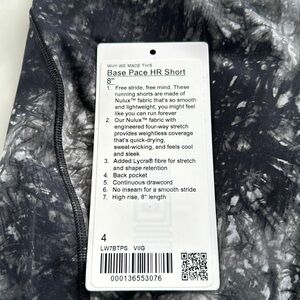 WHY WE MADE THIS
Base Pace HR Short
8"
1. Free stride, free mind. These
running shorts are made of
Nulux™ fabric that's so smooth
and lightweight, you might feel
like you can run forever
2. Our Nulux™ fabric with
engineered four-way stretch
provides weightless coverage
that's quick-drying,
sweat-wicking, and feels cool
and sleek
3. Added Lycra® fibre for stretch
and shape retention
4. Back pocket
5. Continuous drawcord
6. No inseam for a smooth stride
7. High rise, 8" length
4
LW7BTPS VIIG
000136553076